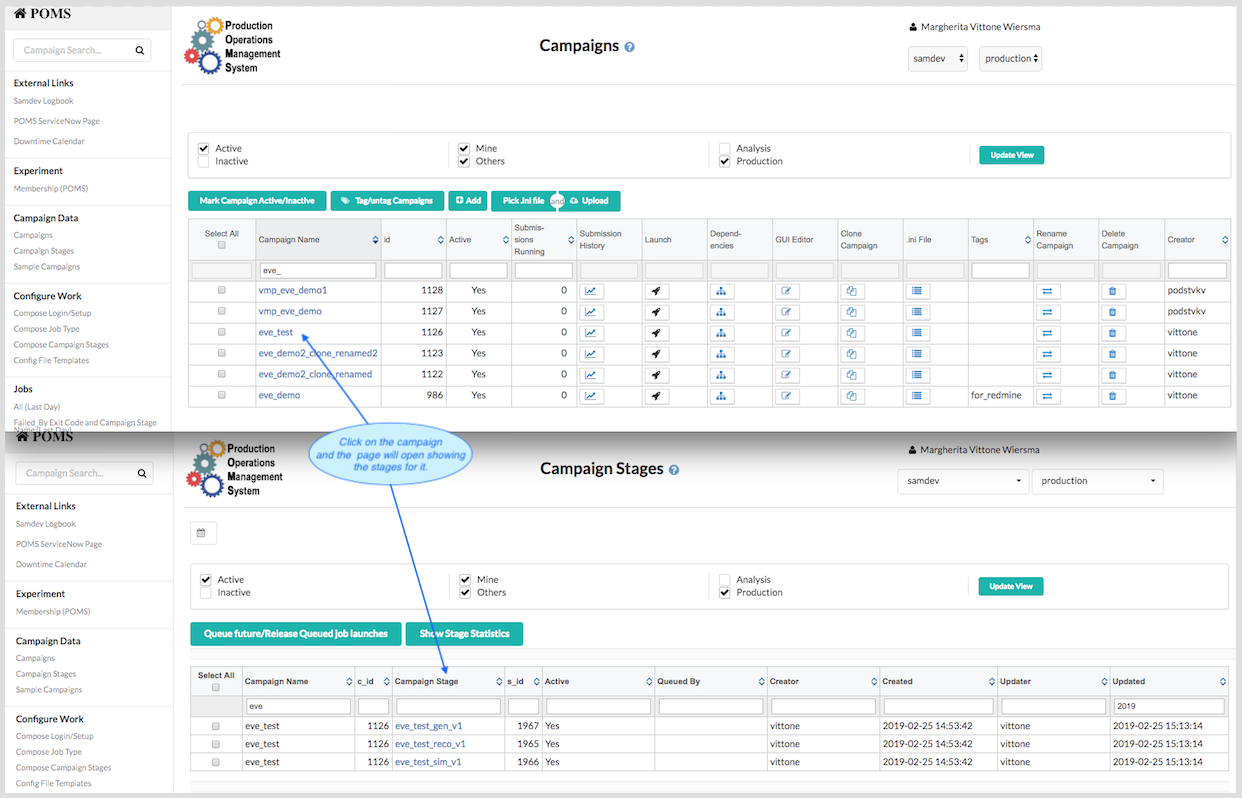 POMS
Campaign Search...
External Links
Samdev Logbook
POMS ServiceNow Page
Downtime Calendar
Experiment
Membership (POMS)
Campaign Data
Campaigns
Campaign Stages
Sample Campaigns
Configure Work
Compose Login/Setup
Compose Job Type
Compose Campaign Stages
Config File Templates
Jobs
All (Last Day)
Failed_By Exit Code and Campaign Stage
Name (Last Day)
Production
Operations
Management
System
Campaigns ?
Margherita Vittone Wiersma
samdev production
Active Mine Analysis
Inactive Others Production
Update View
Mark Campaign Active/Inactive Tag/untag Campaigns Add Pick .ini file and Upload
Select All Campaign Name id Active Submis-sions Running Submission History Launch Depend-encies GUI Editor Clone Campaign .ini File Tags Rename Campaign Delete Campaign Creator
eve_
vmp_eve_demo1 1128 Yes 0 podstvkv
vmp_eve_demo 1127 Yes 0 podstvkv
eve_test 1126 Yes 0 vittone
eve_demo2_clone_renamed2 1123 Yes 0 vittone
eve_demo2_clone_renamed 1122 Yes 0 vittone
eve_demo 986 Yes 0 for_redmine vittone
Click on the campaign
and the page will open showing
the stages for it.
POMS
Campaign Search...
External Links
Samdev Logbook
POMS ServiceNow Page
Downtime Calendar
Experiment
Membership (POMS)
Campaign Data
Campaigns
Campaign Stages
Sample Campaigns
Configure Work
Compose Login/Setup
Compose Job Type
Compose Campaign Stages
Config File Templates
Production
Operations
Management
System
Campaign Stages ?
Margherita Vittone Wiersma
samdev production
Active Mine Analysis
Inactive Others Production
Update View
Queue future/Release Queued job launches Show Stage Statistics
Select All Campaign Name c_id Campaign Stage s_id Active Queued By Creator Created Updater Updated
eve 2019
eve_test 1126 eve_test_gen_v1 1967 Yes vittone 2019-02-25 14:53:42 vittone 2019-02-25 15:13:14
eve_test 1126 eve_test_reco_v1 1965 Yes vittone 2019-02-25 14:53:42 vittone 2019-02-25 15:13:14
eve_test 1126 eve_test_sim_v1 1966 Yes vittone 2019-02-25 14:53:42 vittone 2019-02-25 15:13:14